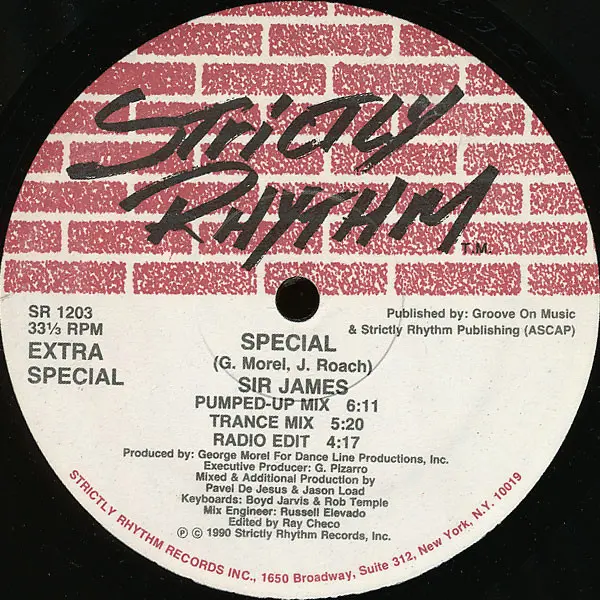 STRICTLY
RHYTHM
T.M.
SR 1203
33⅓ RPM
EXTRA
SPECIAL
Published by: Groove On Music
& Strictly Rhythm Publishing (ASCAP)
SPECIAL
(G. Morel, J. Roach)
SIR JAMES
PUMPED-UP MIX 6:11
TRANCE MIX 5:20
RADIO EDIT 4:17
Produced by: George Morel For Dance Line Productions, Inc.
Executive Producer: G. Pizarro
Mixed & Additional Production by
Pavel De Jesus & Jason Load
Keyboards: Boyd Jarvis & Rob Temple
Mix Engineer: Russell Elevado
Edited by Ray Checo
℗ © 1990 Strictly Rhythm Records, Inc.
STRICTLY RHYTHM RECORDS INC., 1650 Broadway, Suite 312, New York, N.Y. 10019